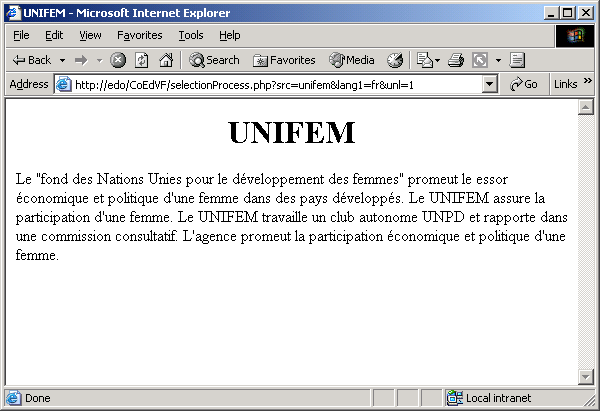 UNIFEM - Microsoft Internet Explorer
File Edit View Favorites Tools Help
Back Search Favorites Media
Address http://edo/CoEdVF/selectionProcess.php?src=unifem&lang1=fr&unl=1 Go Links »
UNIFEM
Le "fond des Nations Unies pour le développement des femmes" promeut le essor
économique et politique d'une femme dans des pays développés. Le UNIFEM assure la
participation d'une femme. Le UNIFEM travaille un club autonome UNPD et rapporte dans
une commission consultatif. L'agence promeut la participation économique et politique d'une
femme.
Done Local intranet